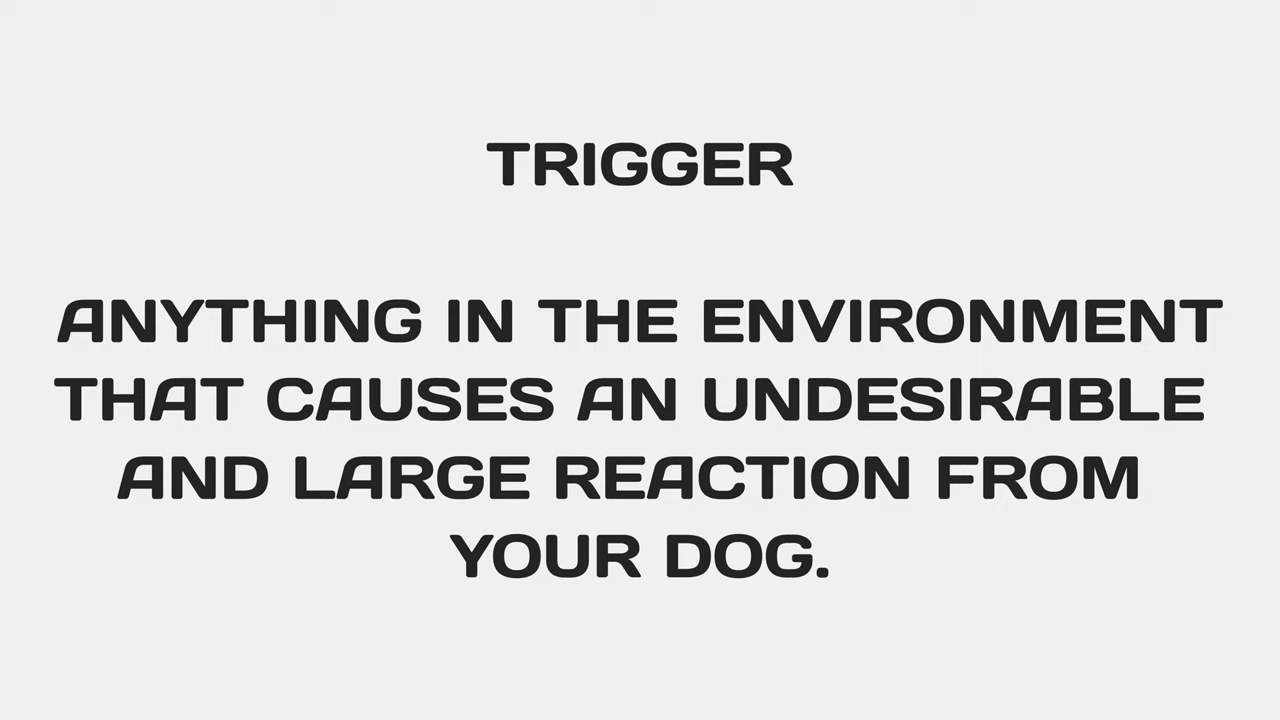 TRIGGER
ANYTHING IN THE ENVIRONMENT
THAT CAUSES AN UNDESIRABLE
AND LARGE REACTION FROM
YOUR DOG.